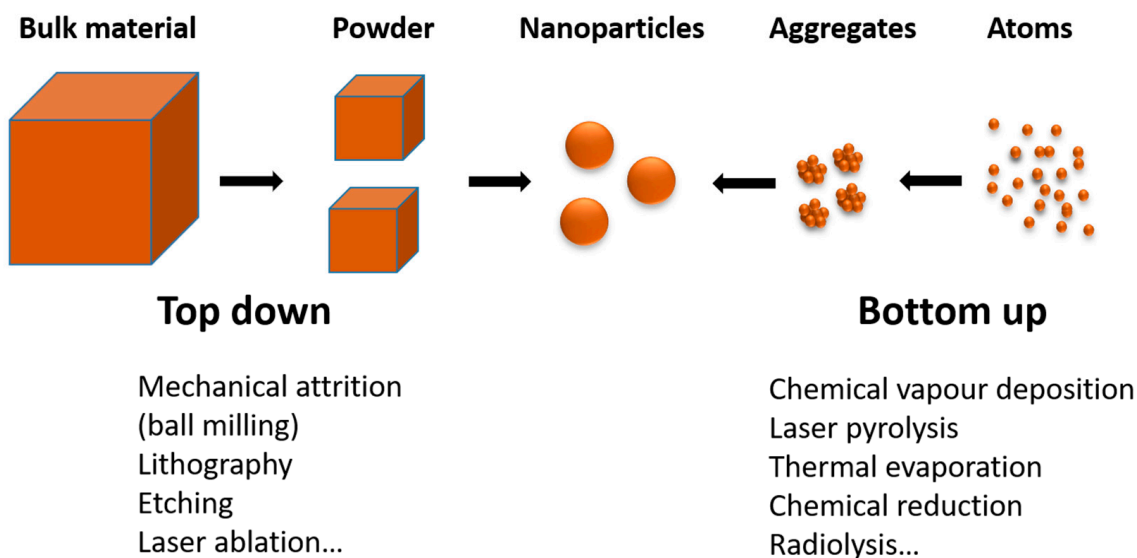 Bulk material
Powder
Nanoparticles
Aggregates
Atoms
Top down
Mechanical attrition
(ball milling)
Lithography
Etching
Laser ablation...
Bottom up
Chemical vapour deposition
Laser pyrolysis
Thermal evaporation
Chemical reduction
Radiolysis...